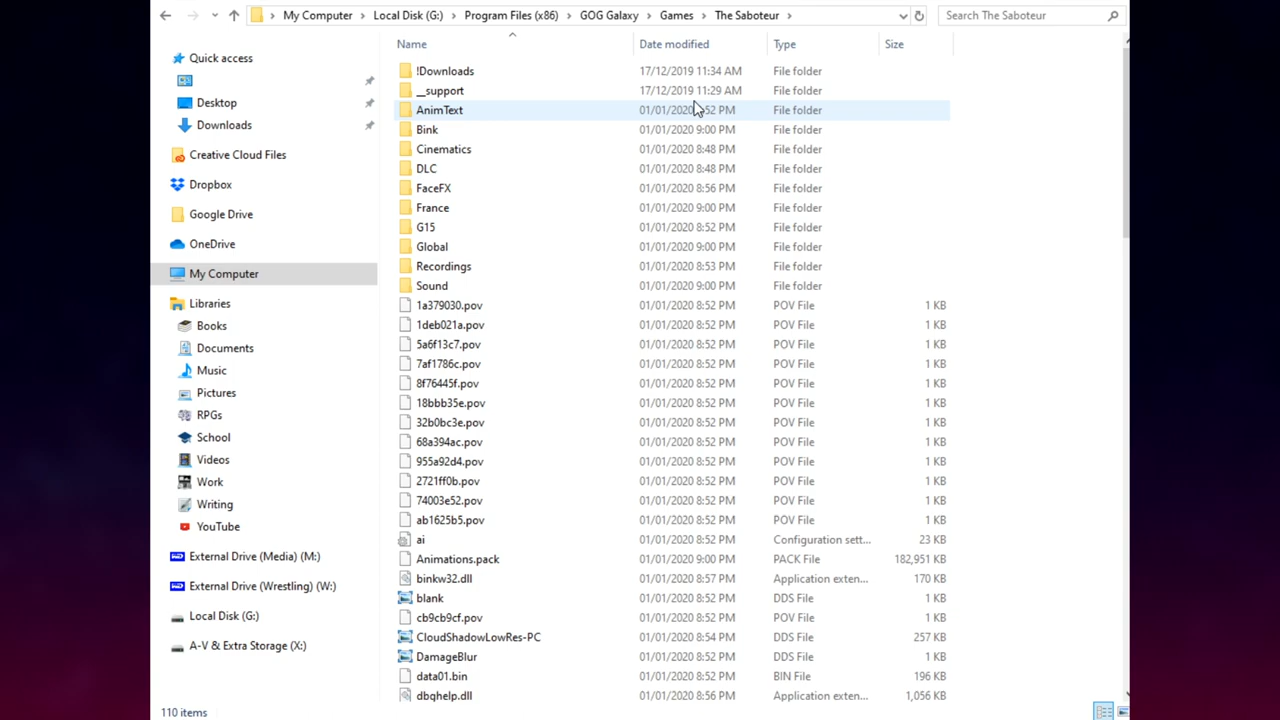 My Computer > Local Disk (G:) > Program Files (x86) > GOG Galaxy > Games > The Saboteur >
Search The Saboteur
Name Date modified Type Size
Quick access
Desktop
Downloads
Creative Cloud Files
Dropbox
Google Drive
OneDrive
My Computer
Libraries
Books
Documents
Music
Pictures
RPGs
School
Videos
Work
Writing
YouTube
External Drive (Media) (M:)
External Drive (Wrestling) (W:)
Local Disk (G:)
A-V & Extra Storage (X:)
!Downloads 17/12/2019 11:34 AM File folder
__support 17/12/2019 11:29 AM File folder
AnimText 01/01/2020 :52 PM File folder
Bink 01/01/2020 9:00 PM File folder
Cinematics 01/01/2020 8:48 PM File folder
DLC 01/01/2020 8:48 PM File folder
FaceFX 01/01/2020 8:56 PM File folder
France 01/01/2020 9:00 PM File folder
G15 01/01/2020 8:52 PM File folder
Global 01/01/2020 9:00 PM File folder
Recordings 01/01/2020 8:53 PM File folder
Sound 01/01/2020 9:00 PM File folder
1a379030.pov 01/01/2020 8:52 PM POV File 1 KB
1deb021a.pov 01/01/2020 8:52 PM POV File 1 KB
5a6f13c7.pov 01/01/2020 8:52 PM POV File 1 KB
7af1786c.pov 01/01/2020 8:52 PM POV File 1 KB
8f76445f.pov 01/01/2020 8:52 PM POV File 1 KB
18bbb35e.pov 01/01/2020 8:52 PM POV File 1 KB
32b0bc3e.pov 01/01/2020 8:52 PM POV File 1 KB
68a394ac.pov 01/01/2020 8:52 PM POV File 1 KB
955a92d4.pov 01/01/2020 8:52 PM POV File 1 KB
2721ff0b.pov 01/01/2020 8:52 PM POV File 1 KB
74003e52.pov 01/01/2020 8:52 PM POV File 1 KB
ab1625b5.pov 01/01/2020 8:52 PM POV File 1 KB
ai 01/01/2020 8:52 PM Configuration sett... 23 KB
Animations.pack 01/01/2020 9:00 PM PACK File 182,951 KB
binkw32.dll 01/01/2020 8:57 PM Application exten... 170 KB
blank 01/01/2020 8:52 PM DDS File 1 KB
cb9cb9cf.pov 01/01/2020 8:52 PM POV File 1 KB
CloudShadowLowRes-PC 01/01/2020 8:54 PM DDS File 257 KB
DamageBlur 01/01/2020 8:52 PM DDS File 65 KB
data01.bin 01/01/2020 8:52 PM BIN File 196 KB
dbghelp.dll 01/01/2020 8:56 PM Application exten... 1,056 KB
110 items